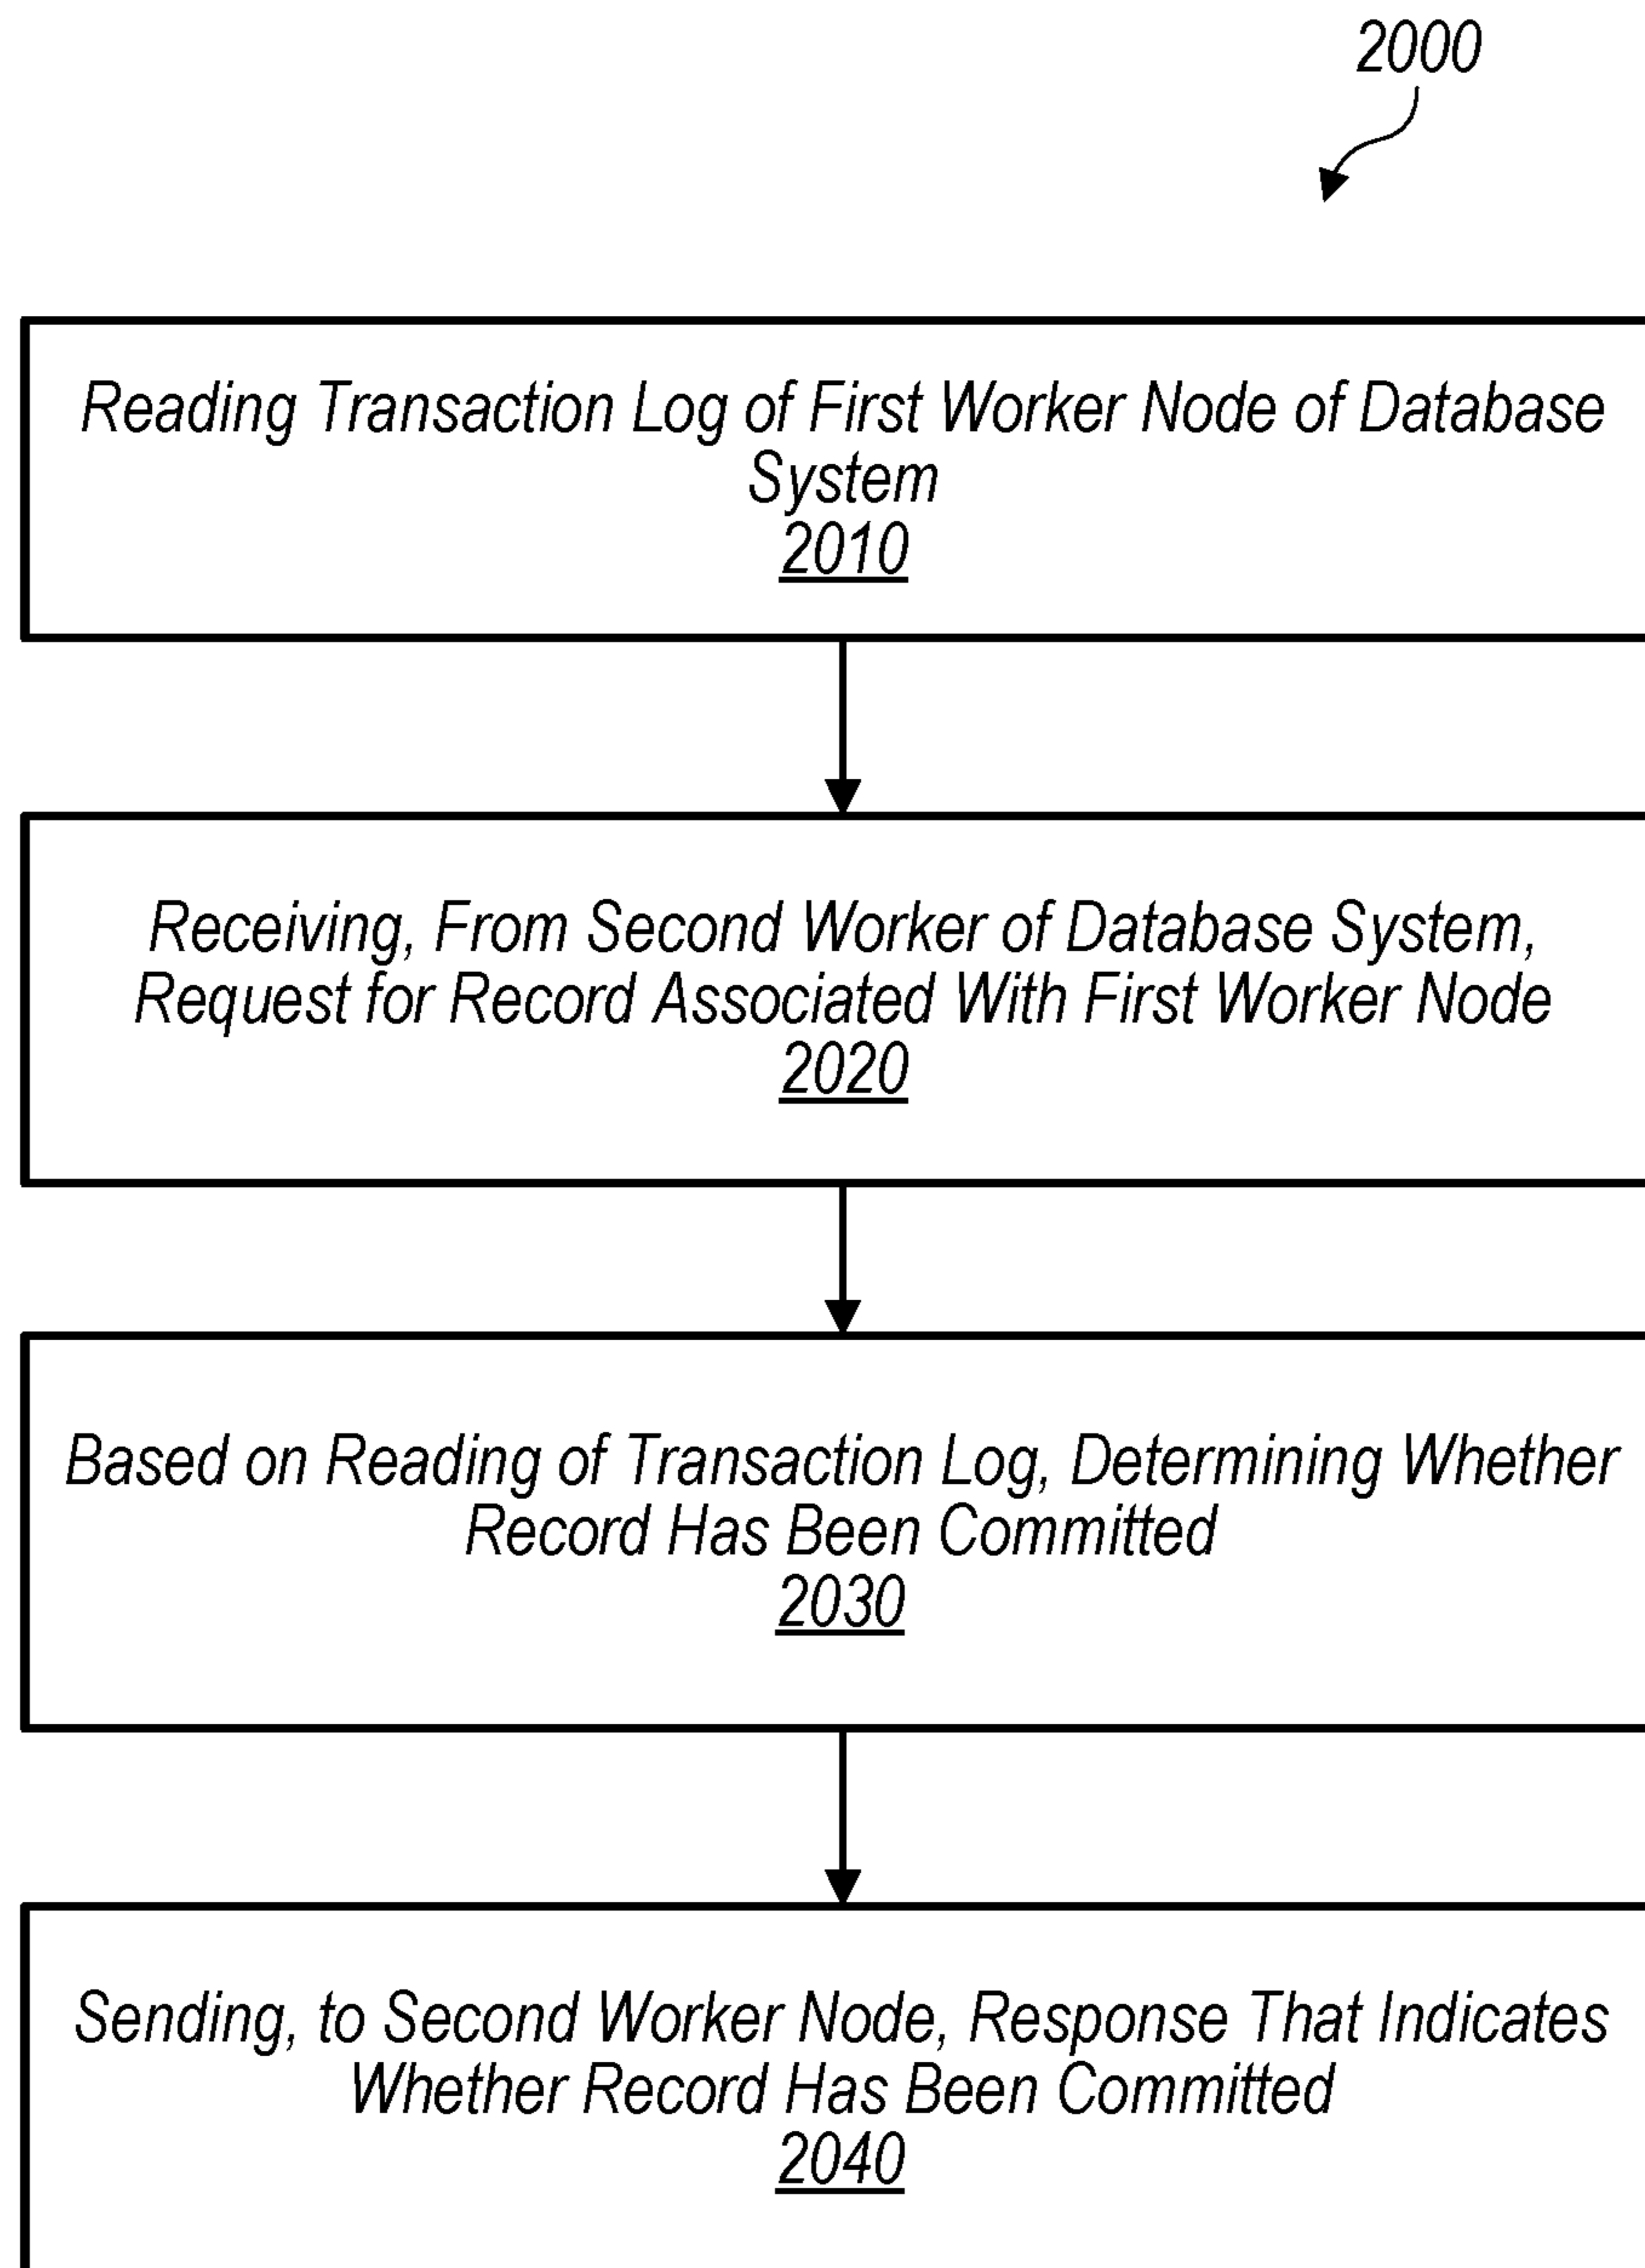 2000
Reading Transaction Log of First Worker Node of Database
System
2010
Receiving, From Second Worker of Database System,
Request for Record Associated With First Worker Node
2020
Based on Reading of Transaction Log, Determining Whether
Record Has Been Committed
2030
Sending, to Second Worker Node, Response That Indicates
Whether Record Has Been Committed
2040